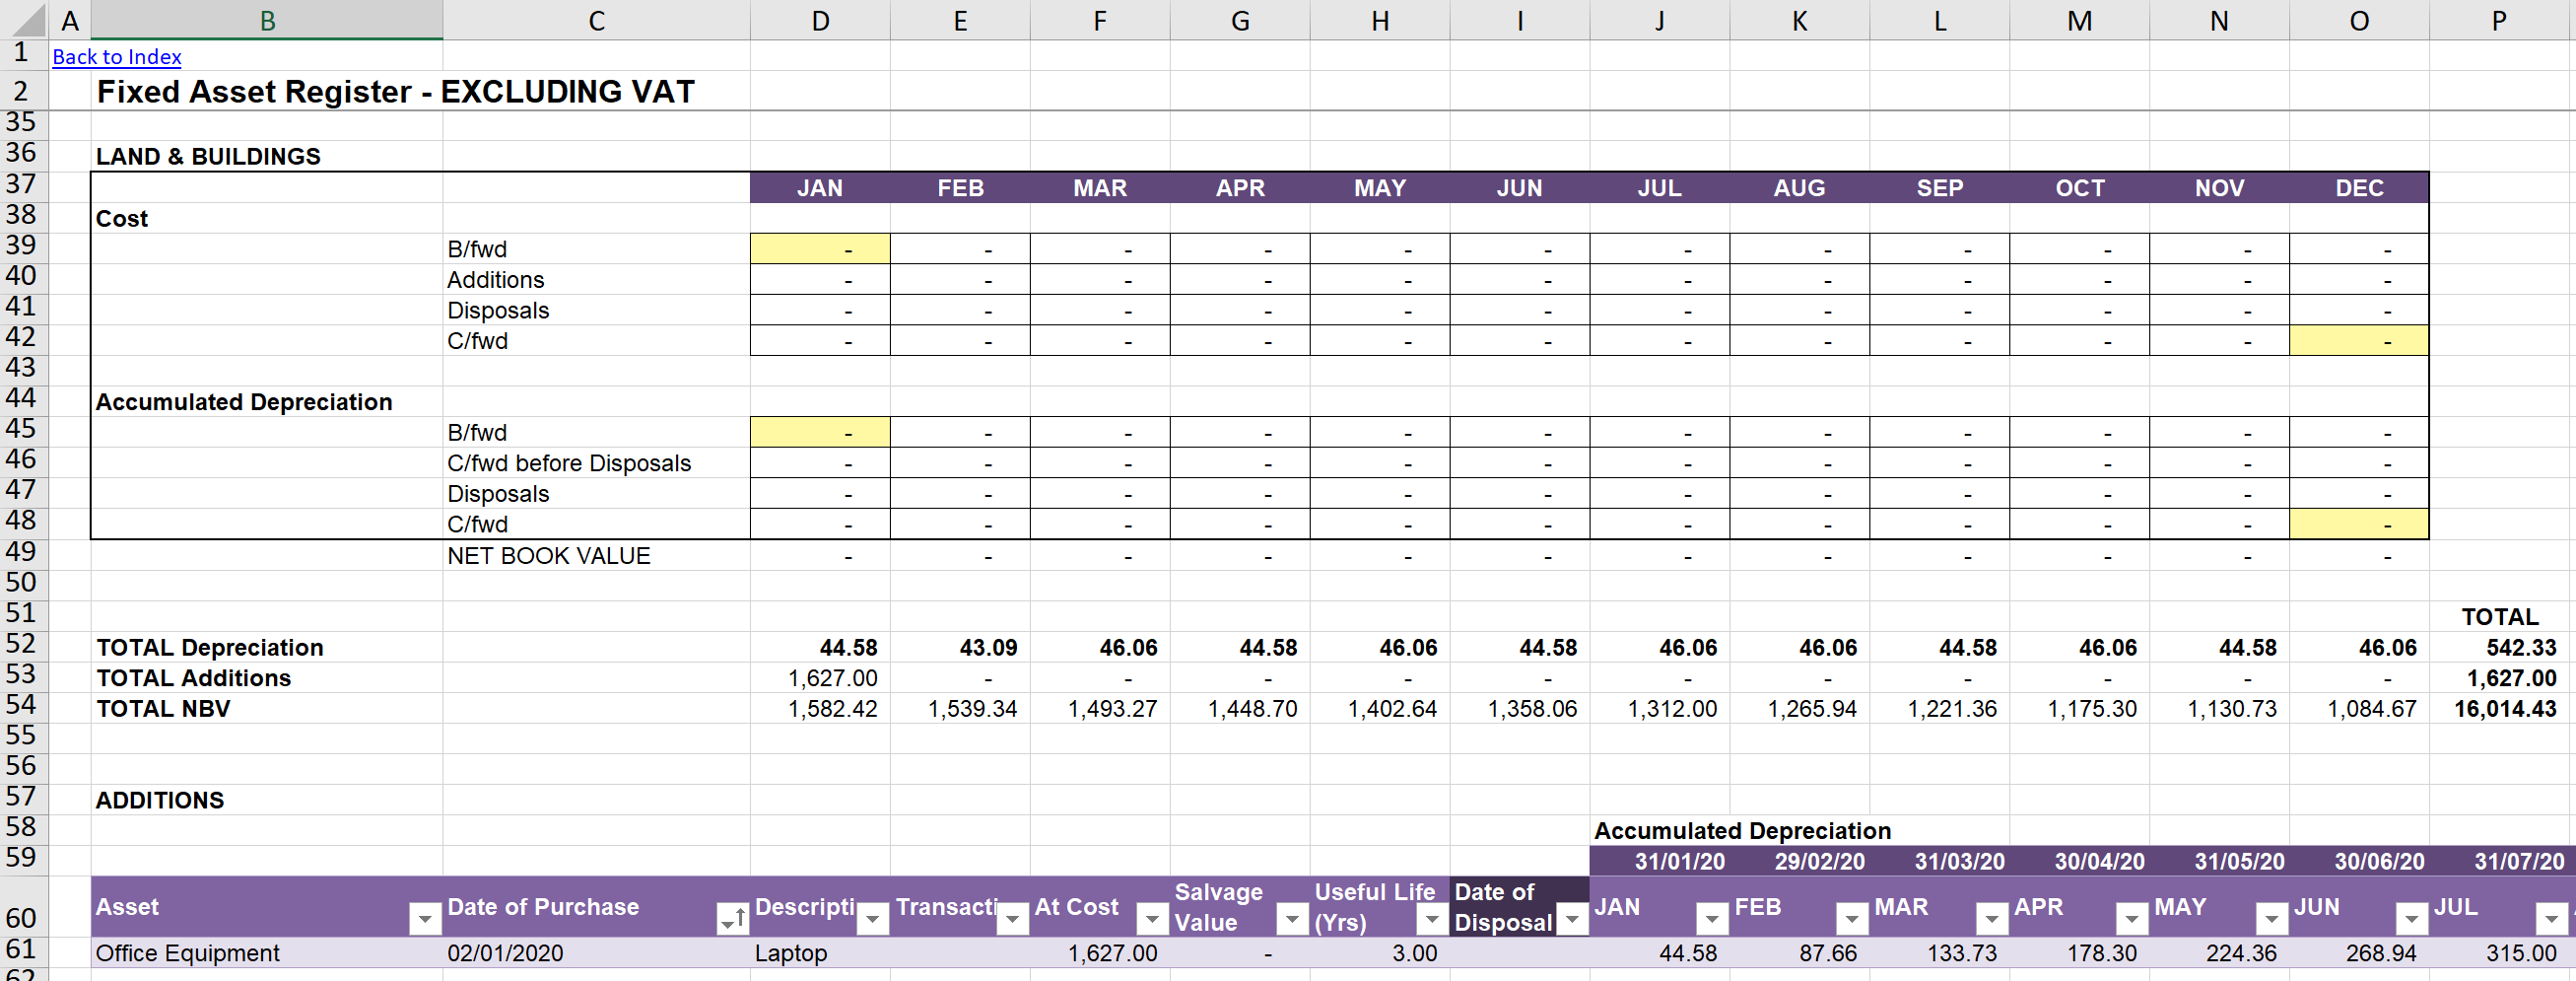 A B C D E F G H I J K L M N O P
1 Back to Index
2 Fixed Asset Register - EXCLUDING VAT
35
36 LAND & BUILDINGS
37 JAN FEB MAR APR MAY JUN JUL AUG SEP OCT NOV DEC
38 Cost
39 B/fwd - - - - - - - - - - - -
40 Additions - - - - - - - - - - - -
41 Disposals - - - - - - - - - - - -
42 C/fwd - - - - - - - - - - - -
43
44 Accumulated Depreciation
45 B/fwd - - - - - - - - - - - -
46 C/fwd before Disposals - - - - - - - - - - - -
47 Disposals - - - - - - - - - - - -
48 C/fwd - - - - - - - - - - - -
49 NET BOOK VALUE - - - - - - - - - - - -
50
51 TOTAL
52 TOTAL Depreciation 44.58 43.09 46.06 44.58 46.06 44.58 46.06 46.06 44.58 46.06 44.58 46.06 542.33
53 TOTAL Additions 1,627.00 - - - - - - - - - - - 1,627.00
54 TOTAL NBV 1,582.42 1,539.34 1,493.27 1,448.70 1,402.64 1,358.06 1,312.00 1,265.94 1,221.36 1,175.30 1,130.73 1,084.67 16,014.43
55
56
57 ADDITIONS
58 Accumulated Depreciation
59 31/01/20 29/02/20 31/03/20 30/04/20 31/05/20 30/06/20 31/07/20
60 Asset Date of Purchase Descripti Transacti At Cost Salvage Value Useful Life (Yrs) Date of Disposal JAN FEB MAR APR MAY JUN JUL
61 Office Equipment 02/01/2020 Laptop 1,627.00 - 3.00 44.58 87.66 133.73 178.30 224.36 268.94 315.00
62